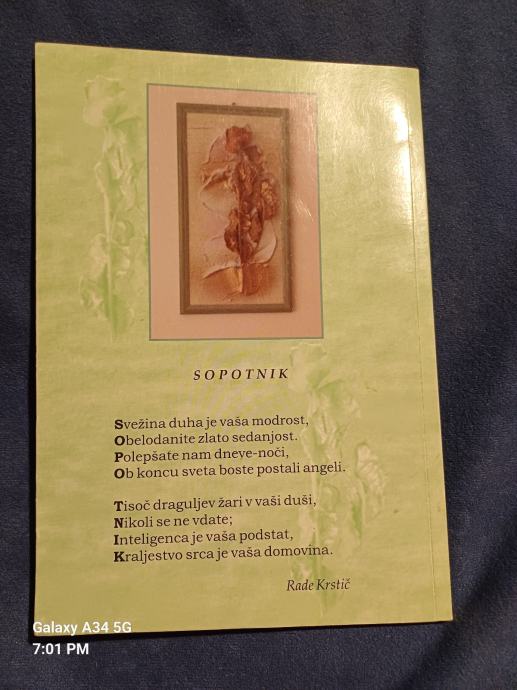 SOPOTNIK
Svežina duha je vaša modrost,
Obelodanite zlato sedanjost.
Polepšate nam dneve-noči,
Ob koncu sveta boste postali angeli.
Tisoč draguljev žari v vaši duši,
Nikoli se ne vdate;
Inteligenca je vaša podstat,
Kraljestvo srca je vaša domovina.
Rade Krstič
Galaxy A34 5G
7:01 PM